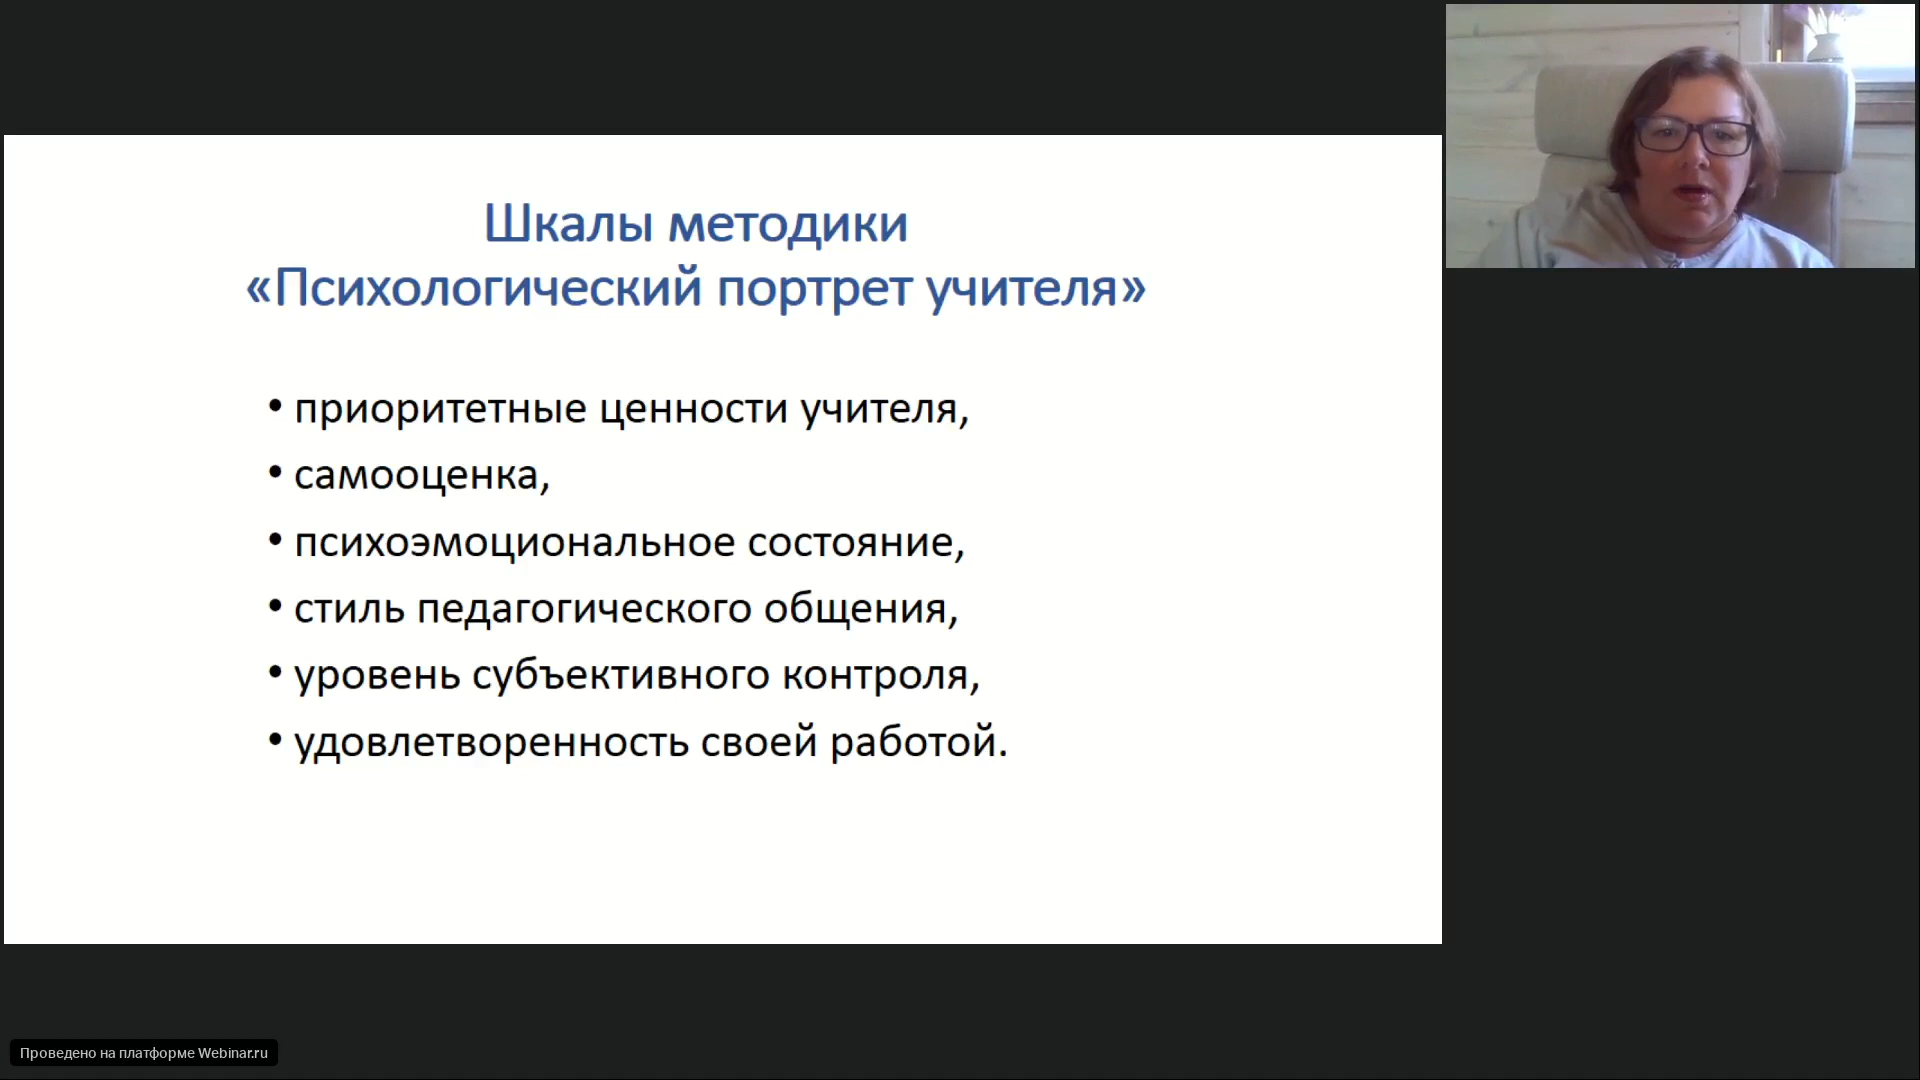 Шкалы методики
«Психологический портрет учителя»
• приоритетные ценности учителя,
• самооценка,
• психоэмоциональное состояние,
• стиль педагогического общения,
• уровень субъективного контроля,
• удовлетворенность своей работой.
Проведено на платформе Webinar.ru